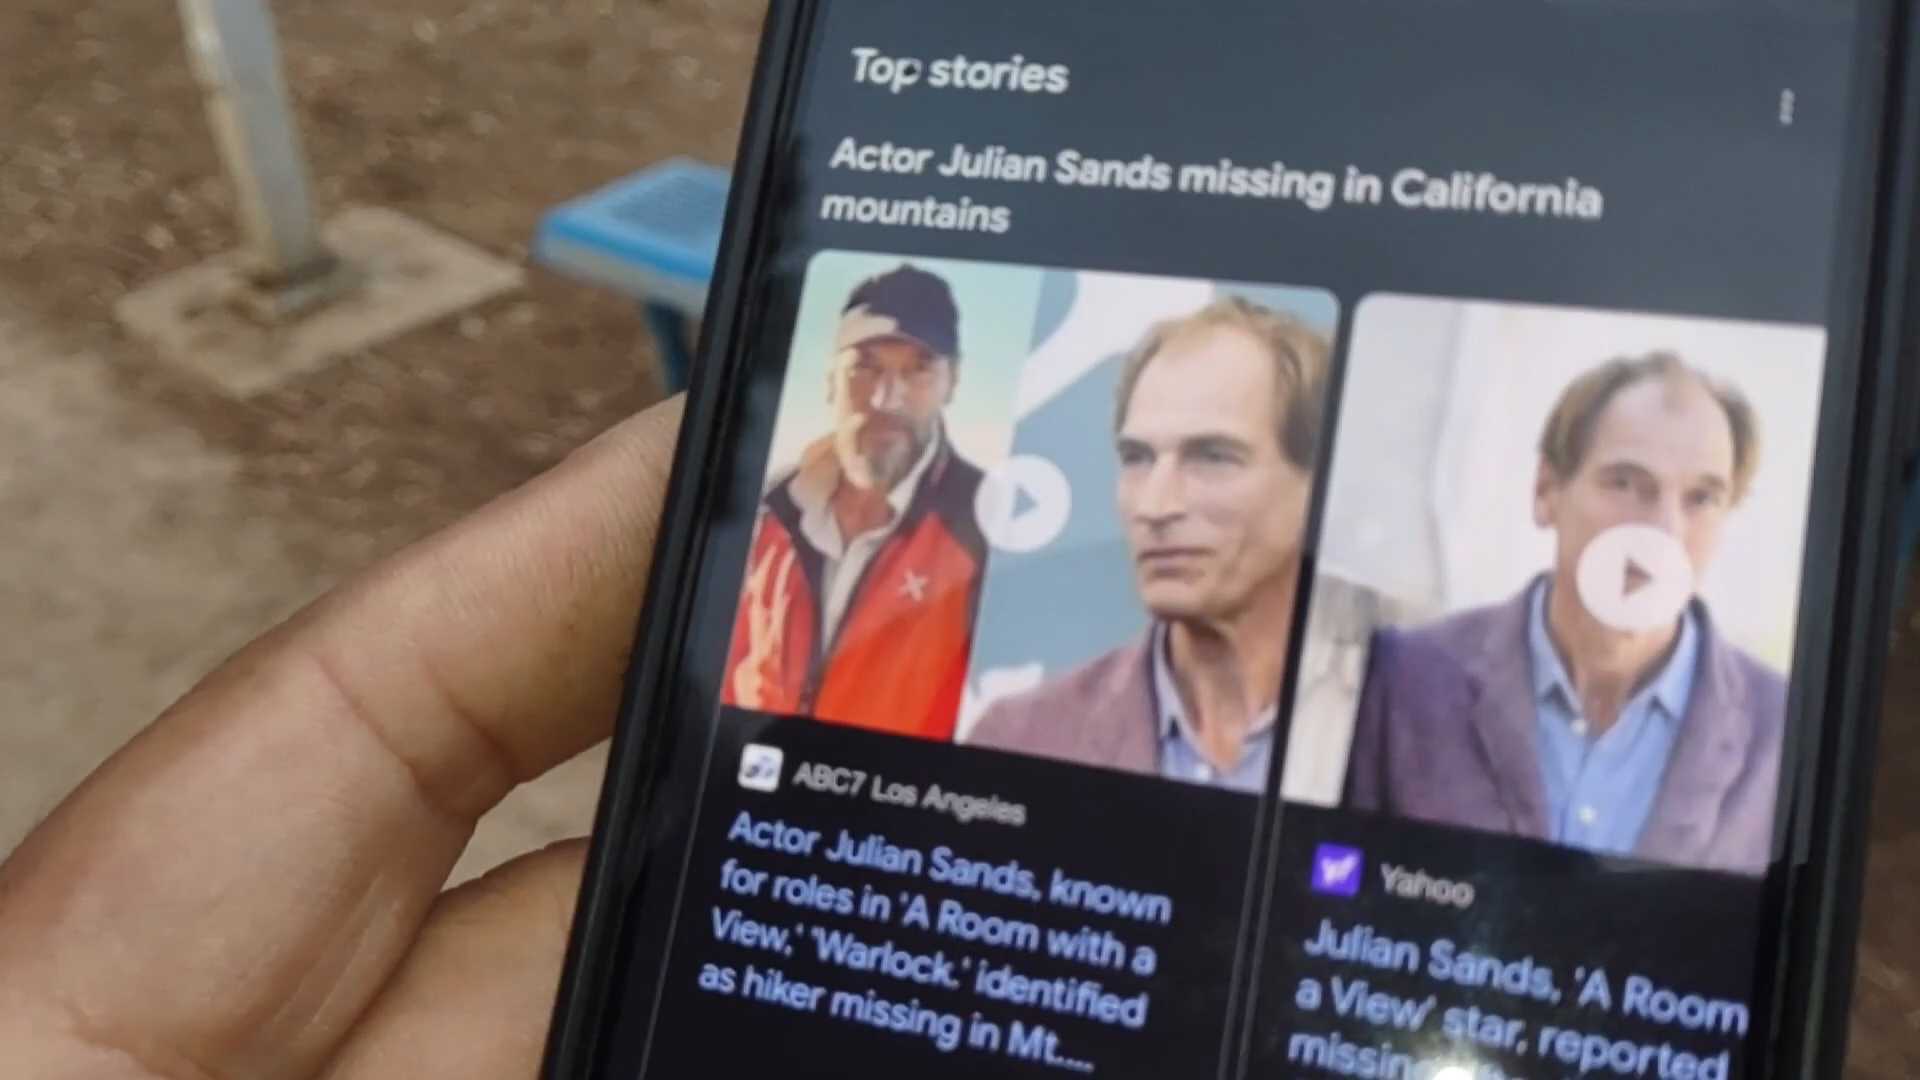 Top stories
Actor Julian Sands missing in California
mountains
ABC7 Los Angeles
Actor Julian Sands, known
for roles in 'A Room with a
View,' 'Warlock.' identified
as hiker missing in Mt....
Yahoo
Julian Sands, 'A Room
a View' star, reported
missing